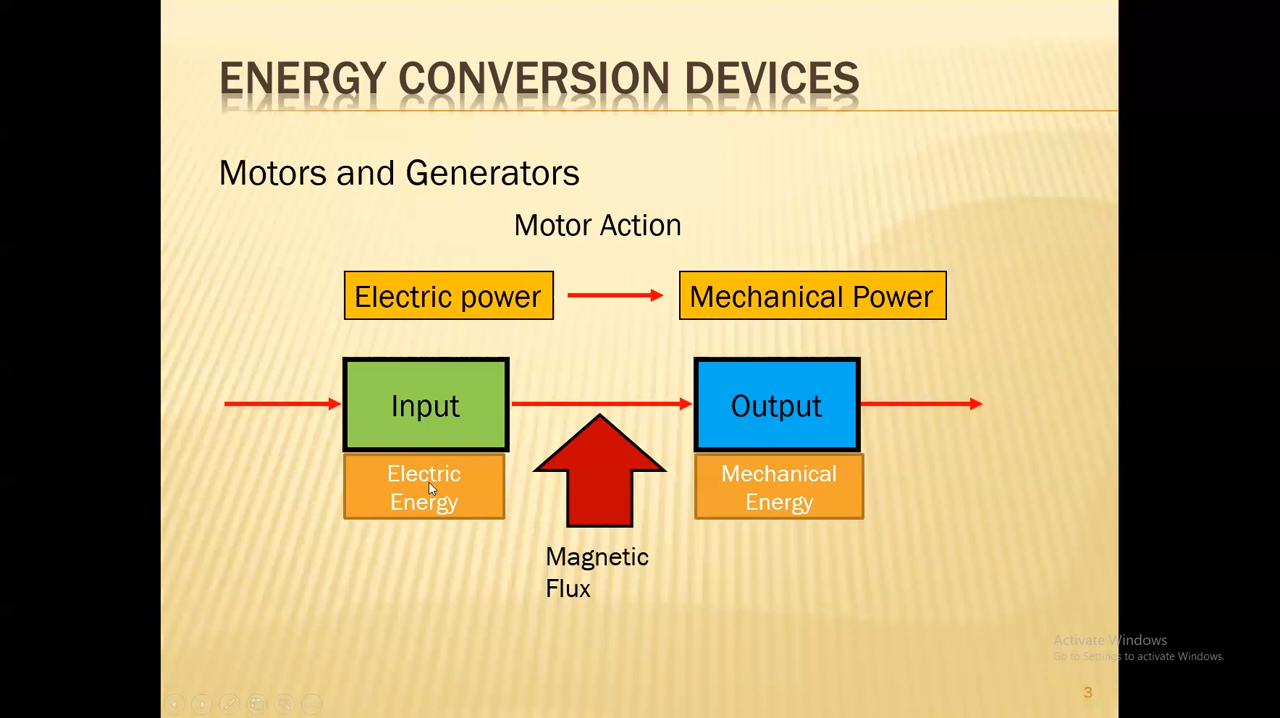 ENERGY CONVERSION DEVICES
Motors and Generators
Motor Action
Electric power
Mechanical Power
Input
Output
Electric
Energy
Mechanical
Energy
Magnetic
Flux
Activate Windows
Go to Settings to activate Windows.
3